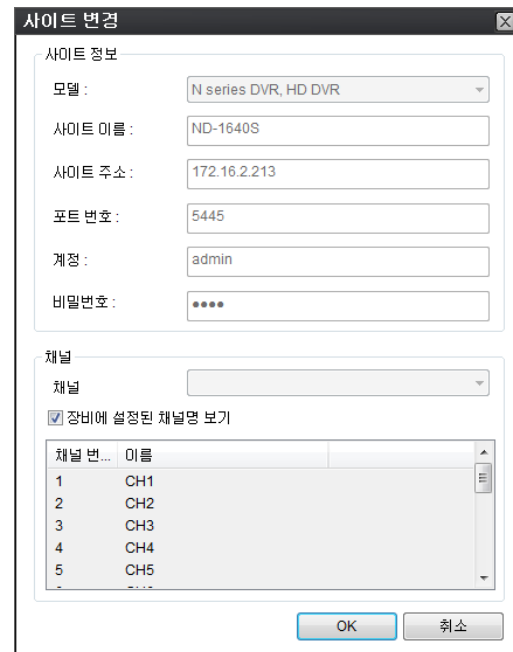 사이트 변경
사이트 정보
모델 : N series DVR, HD DVR
사이트 이름 : ND-1640S
사이트 주소 : 172.16.2.213
포트 번호 : 5445
계정 : admin
비밀번호 : ●●●●
채널
채널
장비에 설정된 채널명 보기
채널 번... 이름
1 CH1
2 CH2
3 CH3
4 CH4
5 CH5
OK 취소